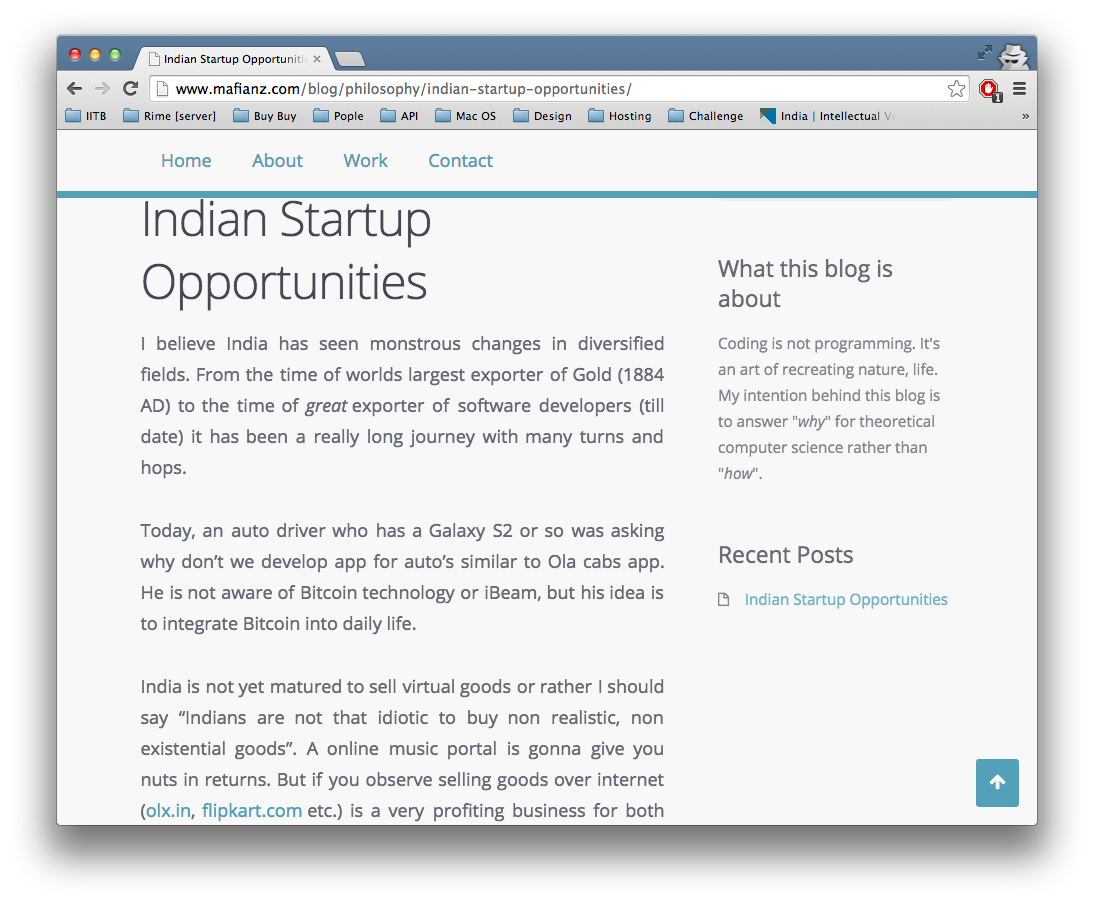 Indian Startup Opportuniti
www.mafianz.com/blog/philosophy/indian-startup-opportunities/
1
IITB Rime [server] Buy Buy Pople API Mac OS Design Hosting Challenge India | Intellectual V »
Home About Work Contact
Indian Startup
Opportunities
I believe India has seen monstrous changes in diversified
fields. From the time of worlds largest exporter of Gold (1884
AD) to the time of great exporter of software developers (till
date) it has been a really long journey with many turns and
hops.
Today, an auto driver who has a Galaxy S2 or so was asking
why don’t we develop app for auto’s similar to Ola cabs app.
He is not aware of Bitcoin technology or iBeam, but his idea is
to integrate Bitcoin into daily life.
India is not yet matured to sell virtual goods or rather I should
say “Indians are not that idiotic to buy non realistic, non
existential goods”. A online music portal is gonna give you
nuts in returns. But if you observe selling goods over internet
(olx.in, flipkart.com etc.) is a very profiting business for both
What this blog is
about
Coding is not programming. It's
an art of recreating nature, life.
My intention behind this blog is
to answer "why" for theoretical
computer science rather than
"how".
Recent Posts
Indian Startup Opportunities